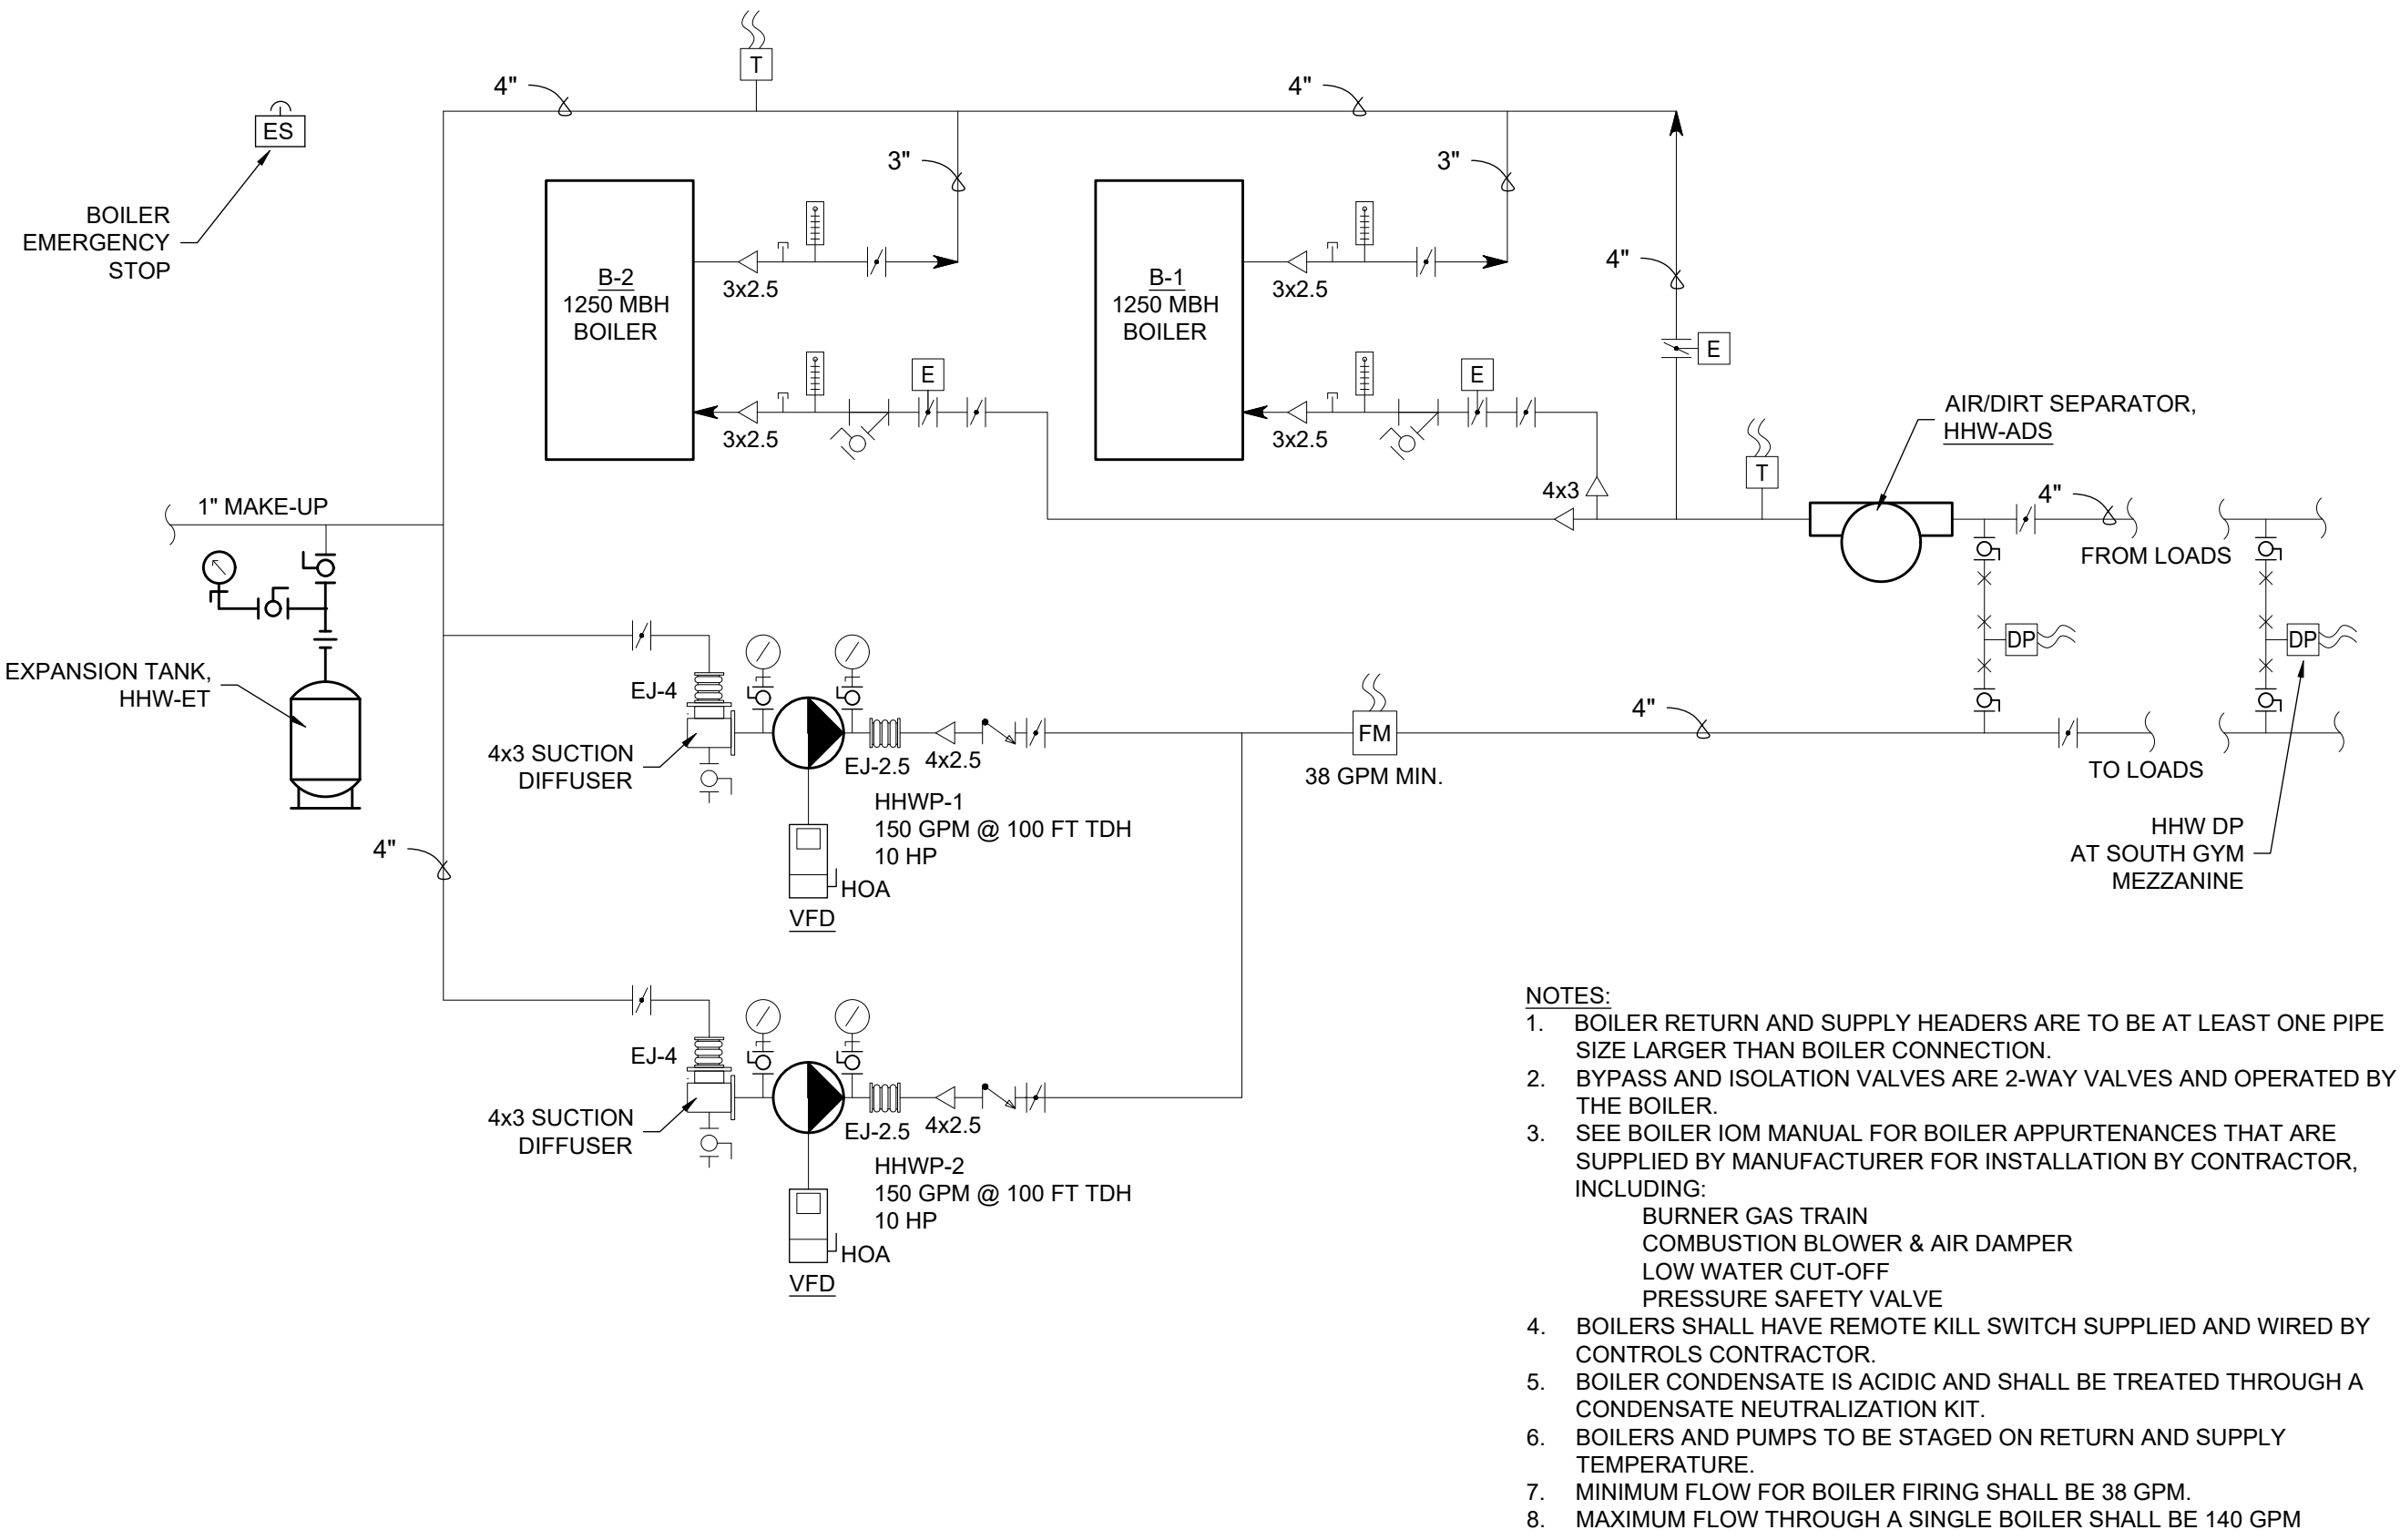 T
4"
4"
ES
3"
3"
BOILER
EMERGENCY
STOP
4"
B-2
1250 MBH
BOILER
3x2.5
B-1
1250 MBH
BOILER
3x2.5
E
E
E
3x2.5
3x2.5
AIR/DIRT SEPARATOR,
HHW-ADS
T
4x3
4"
1" MAKE-UP
FROM LOADS
EXPANSION TANK,
HHW-ET
DP
DP
EJ-4
4x3 SUCTION
DIFFUSER
EJ-2.5
4x2.5
FM
38 GPM MIN.
4"
TO LOADS
HHWP-1
150 GPM @ 100 FT TDH
10 HP
HOA
VFD
4"
HHW DP
AT SOUTH GYM
MEZZANINE
EJ-4
4x3 SUCTION
DIFFUSER
EJ-2.5
4x2.5
HHWP-2
150 GPM @ 100 FT TDH
10 HP
HOA
VFD
NOTES:
1. BOILER RETURN AND SUPPLY HEADERS ARE TO BE AT LEAST ONE PIPE
SIZE LARGER THAN BOILER CONNECTION.
2. BYPASS AND ISOLATION VALVES ARE 2-WAY VALVES AND OPERATED BY
THE BOILER.
3. SEE BOILER IOM MANUAL FOR BOILER APPURTENANCES THAT ARE
SUPPLIED BY MANUFACTURER FOR INSTALLATION BY CONTRACTOR,
INCLUDING:
BURNER GAS TRAIN
COMBUSTION BLOWER & AIR DAMPER
LOW WATER CUT-OFF
PRESSURE SAFETY VALVE
4. BOILERS SHALL HAVE REMOTE KILL SWITCH SUPPLIED AND WIRED BY
CONTROLS CONTRACTOR.
5. BOILER CONDENSATE IS ACIDIC AND SHALL BE TREATED THROUGH A
CONDENSATE NEUTRALIZATION KIT.
6. BOILERS AND PUMPS TO BE STAGED ON RETURN AND SUPPLY
TEMPERATURE.
7. MINIMUM FLOW FOR BOILER FIRING SHALL BE 38 GPM.
8. MAXIMUM FLOW THROUGH A SINGLE BOILER SHALL BE 140 GPM